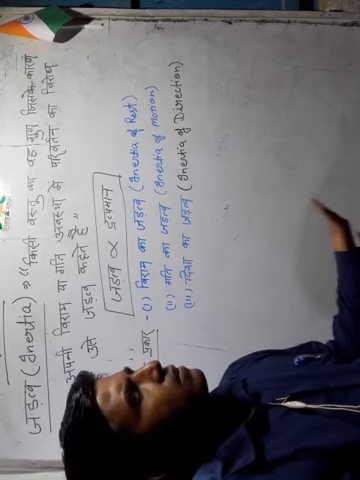 जड़त्व (Inertia) ⇒ “किसी वस्तु का वह गुण जिसके कारण
अपनी विराम या गति अवस्था में परिवर्तन का विरोध
उसे जड़त्व कहते है”
जड़त्व ∝ द्रव्यमान
प्रकार - (i) विराम का जड़त्व (Inertia of Rest)
(ii) गति का जड़त्व (Inertia of motion)
(iii) दिशा का जड़त्व (Inertia of Direction)